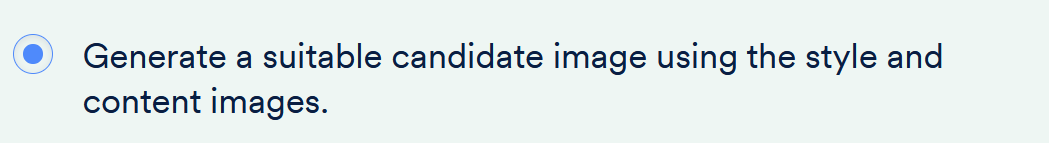 Generate a suitable candidate image using the style and
content images.